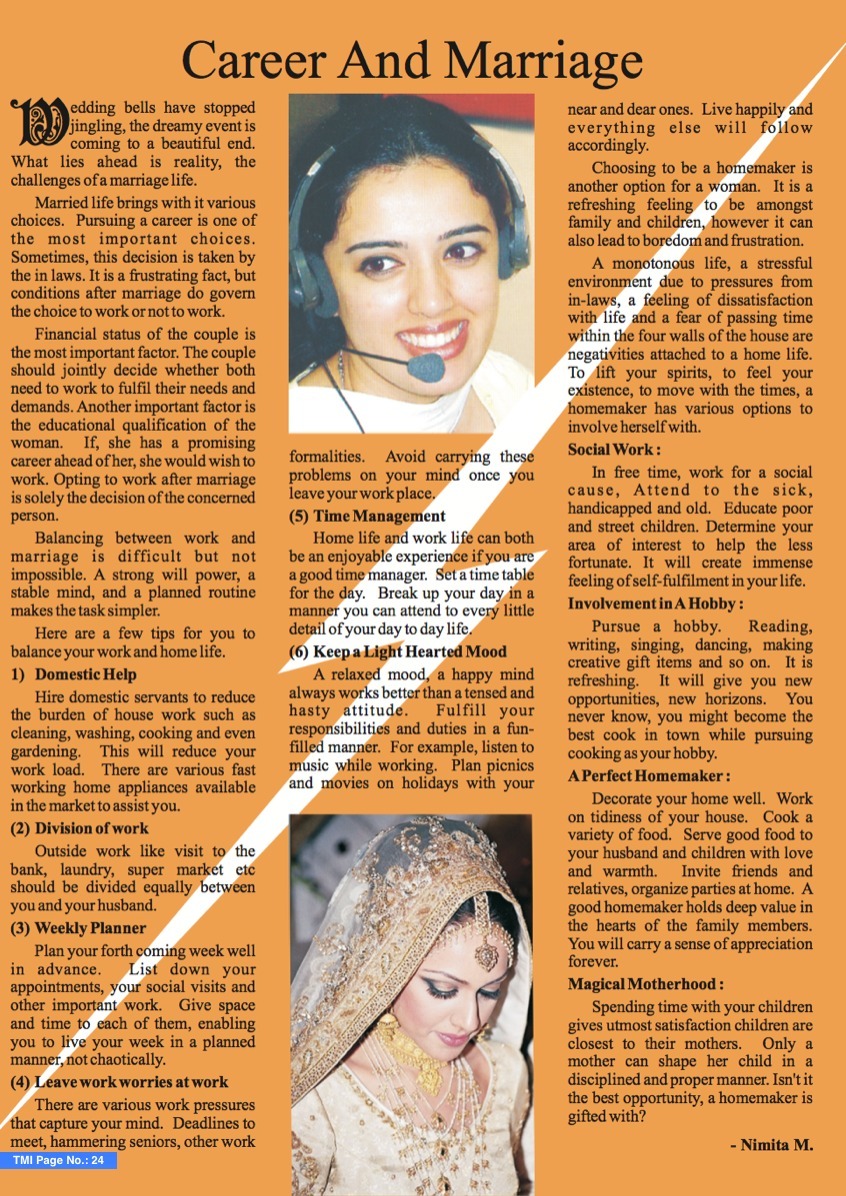 Career And Marriage
Wedding bells have stopped
jingling, the dreamy event is
coming to a beautiful end.
What lies ahead is reality, the
challenges of a marriage life.
Married life brings with it various
choices. Pursuing a career is one of
the most important choices.
Sometimes, this decision is taken by
the in laws. It is a frustrating fact, but
conditions after marriage do govern
the choice to work or not to work.
Financial status of the couple is
the most important factor. The couple
should jointly decide whether both
need to work to fulfil their needs and
demands. Another important factor is
the educational qualification of the
woman. If, she has a promising
career ahead of her, she would wish to
work. Opting to work after marriage
is solely the decision of the concerned
person.
Balancing between work and
marriage is difficult but not
impossible. A strong will power, a
stable mind, and a planned routine
makes the task simpler.
Here are a few tips for you to
balance your work and home life.
1) Domestic Help
Hire domestic servants to reduce
the burden of house work such as
cleaning, washing, cooking and even
gardening. This will reduce your
work load. There are various fast
working home appliances available
in the market to assist you.
(2) Division of work
Outside work like visit to the
bank, laundry, super market etc
should be divided equally between
you and your husband.
(3) Weekly Planner
Plan your forth coming week well
in advance. List down your
appointments, your social visits and
other important work. Give space
and time to each of them, enabling
you to live your week in a planned
manner, not chaotically.
(4) Leave work worries at work
There are various work pressures
that capture your mind. Deadlines to
meet, hammering seniors, other work
formalities. Avoid carrying these
problems on your mind once you
leave your work place.
(5) Time Management
Home life and work life can both
be an enjoyable experience if you are
a good time manager. Set a time table
for the day. Break up your day in a
manner you can attend to every little
detail of your day to day life.
(6) Keep a Light Hearted Mood
A relaxed mood, a happy mind
always works better than a tensed and
hasty attitude. Fulfill your
responsibilities and duties in a fun-
filled manner. For example, listen to
music while working. Plan picnics
and movies on holidays with your
near and dear ones. Live happily and
everything else will follow
accordingly.
Choosing to be a homemaker is
another option for a woman. It is a
refreshing feeling to be amongst
family and children, however it can
also lead to boredom and frustration.
A monotonous life, a stressful
environment due to pressures from
in-laws, a feeling of dissatisfaction
with life and a fear of passing time
within the four walls of the house are
negativities attached to a home life.
To lift your spirits, to feel your
existence, to move with the times, a
homemaker has various options to
involve herself with.
Social Work :
In free time, work for a social
cause, Attend to the sick,
handicapped and old. Educate poor
and street children. Determine your
area of interest to help the less
fortunate. It will create immense
feeling of self-fulfilment in your life.
Involvement in A Hobby :
Pursue a hobby. Reading,
writing, singing, dancing, making
creative gift items and so on. It is
refreshing. It will give you new
opportunities, new horizons. You
never know, you might become the
best cook in town while pursuing
cooking as your hobby.
A Perfect Homemaker :
Decorate your home well. Work
on tidiness of your house. Cook a
variety of food. Serve good food to
your husband and children with love
and warmth. Invite friends and
relatives, organize parties at home. A
good homemaker holds deep value in
the hearts of the family members.
You will carry a sense of appreciation
forever.
Magical Motherhood :
Spending time with your children
gives utmost satisfaction children are
closest to their mothers. Only a
mother can shape her child in a
disciplined and proper manner. Isn't it
the best opportunity, a homemaker is
gifted with?
- Nimita M.
TMI Page No.: 24